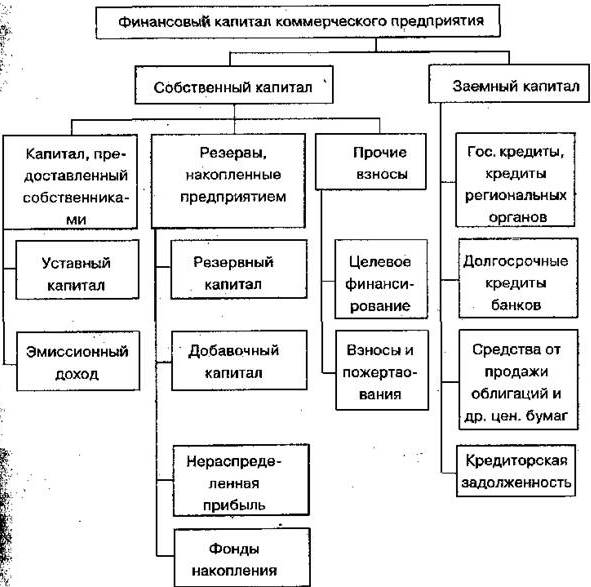 Финансовый капитал коммерческого предприятия
Собственный капитал
Заемный капитал
Капитал, пре-
доставленный
собственника-
ми
Резервы,
накопленные
предприятием
Прочие
взносы
Гос. кредиты,
кредиты
региональных
органов
Уставный
капитал
Резервный
капитал
Целевое
финанси-
рование
Долгосрочные
кредиты
банков
Эмиссионный
доход
Добавочный
капитал
Взносы и
пожертво-
вания
Средства от
продажи
облигаций и
др. цен. бумаг
Нераспреде-
ленная
прибыль
Кредиторская
задолженность
Фонды
накопления